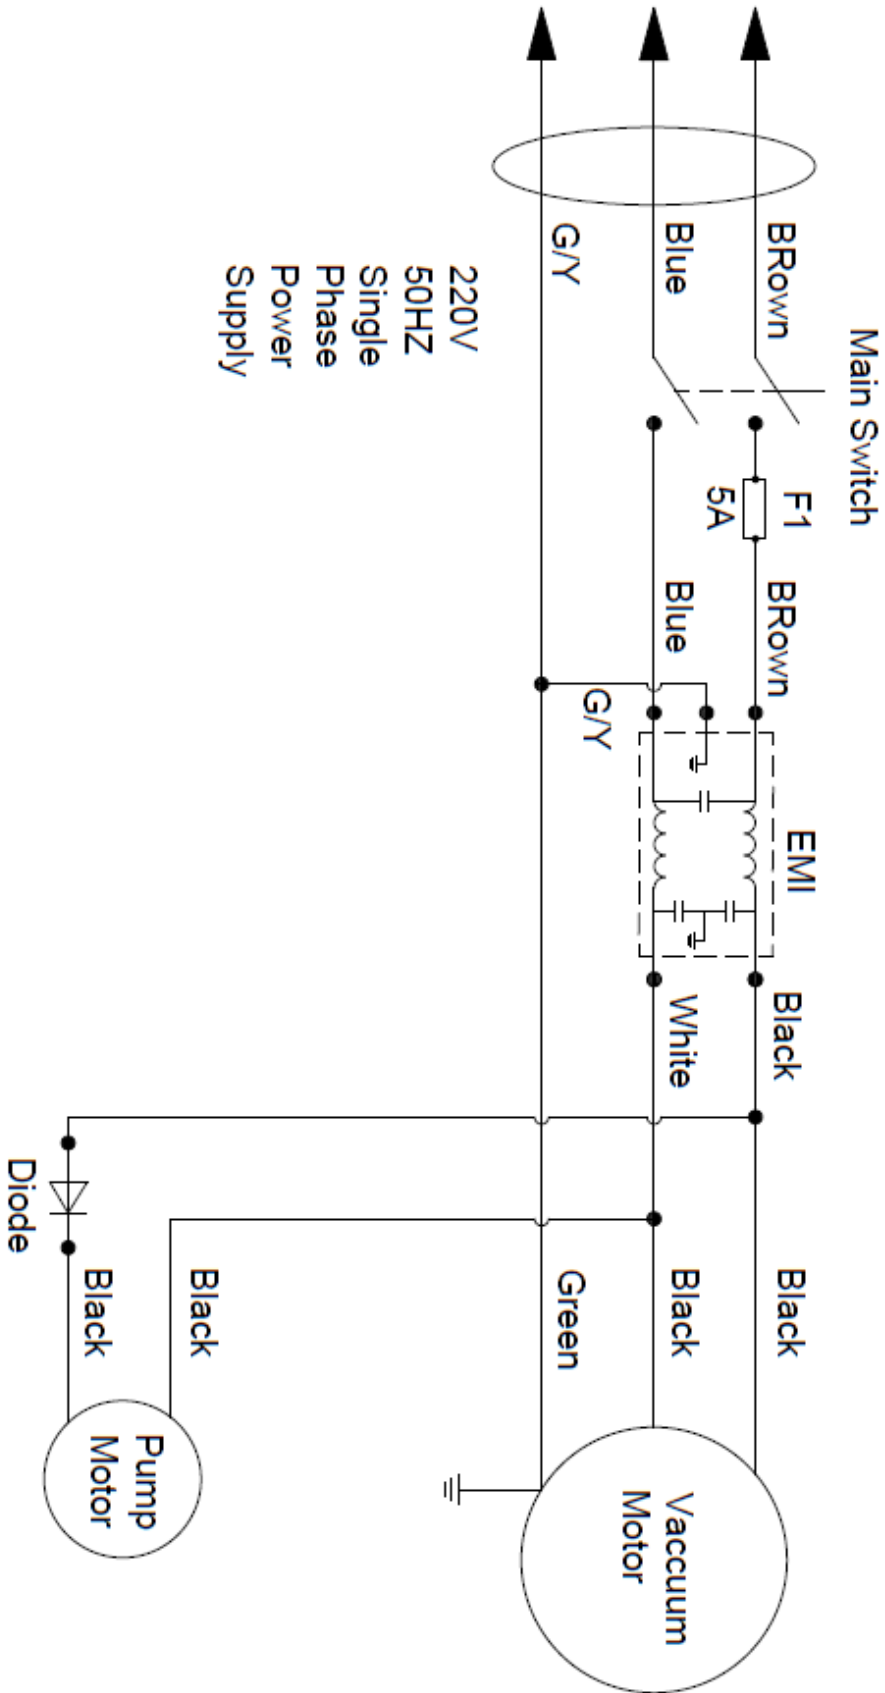 Main Switch
BRown
F1
5A
BRown
EMI
Black
Black
Blue
Blue
White
Black
G/Y
G/Y
Green
220V
50HZ
Single
Phase
Power
Supply
Black
Diode
Black
Vaccuum
Motor
Pump
Motor